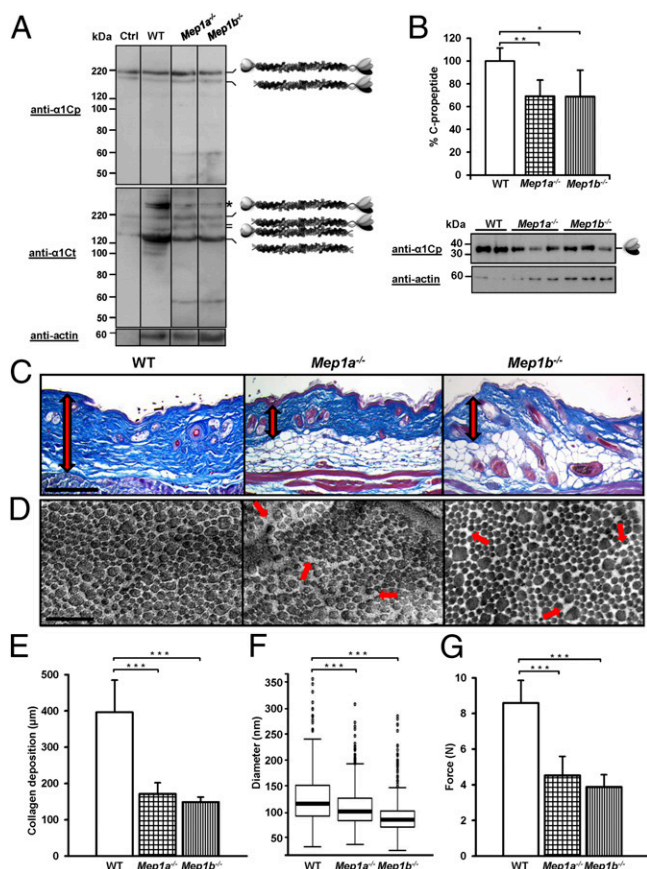 A
kDa Ctrl WT Mep1a-/- Mep1b-/-
anti-α1Cp
220
120
100
80
60
50
anti-α1Ct
*
220
120
100
80
60
50
anti-actin
60
B
% C-propeptide
120
100
80
60
40
20
0
**
*
WT Mep1a-/- Mep1b-/-
kDa WT Mep1a-/- Mep1b-/-
anti-α1Cp
40
30
anti-actin
60
C
WT Mep1a-/- Mep1b-/-
D
E
Collagen deposition (µm)
500
400
300
200
100
0
***
***
WT Mep1a-/- Mep1b-/-
F
Diameter (nm)
350
300
250
200
150
100
50
***
***
WT Mep1a-/- Mep1b-/-
G
Force (N)
10
8
6
4
2
0
***
***
WT Mep1a-/- Mep1b-/-